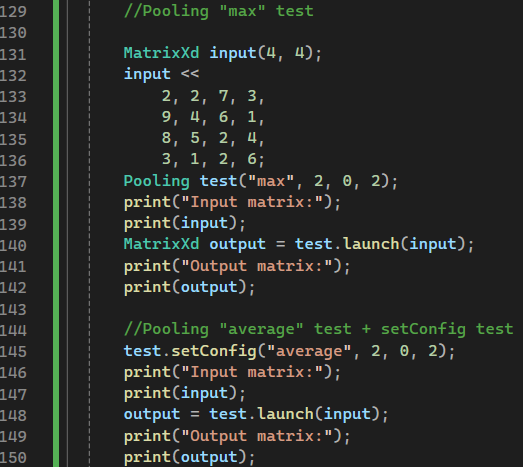 129 //Pooling "max" test
130
131 MatrixXd input(4, 4);
132 input <<
133 2, 2, 7, 3,
134 9, 4, 6, 1,
135 8, 5, 2, 4,
136 3, 1, 2, 6;
137 Pooling test("max", 2, 0, 2);
138 print("Input matrix:");
139 print(input);
140 MatrixXd output = test.launch(input);
141 print("Output matrix:");
142 print(output);
143
144 //Pooling "average" test + setConfig test
145 test.setConfig("average", 2, 0, 2);
146 print("Input matrix:");
147 print(input);
148 output = test.launch(input);
149 print("Output matrix:");
150 print(output);